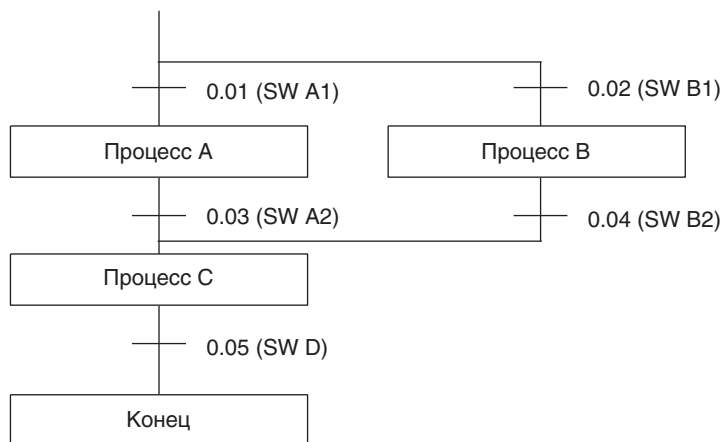 0.01 (SW A1)
0.02 (SW B1)
Процесс A
Процесс B
0.03 (SW A2)
0.04 (SW B2)
Процесс C
0.05 (SW D)
Конец